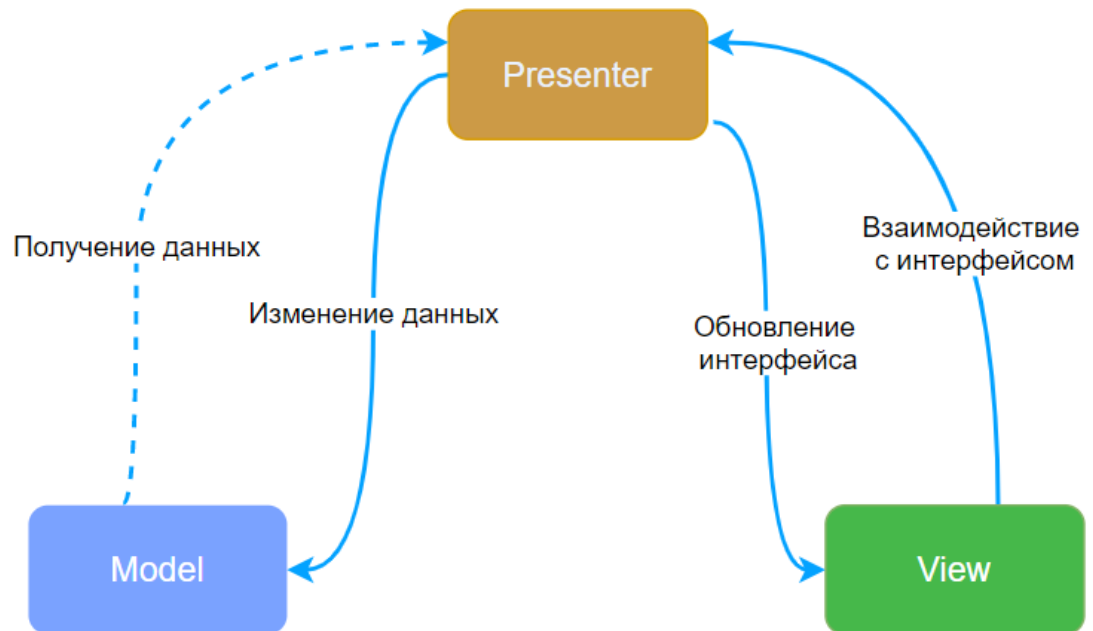 Presenter
Получение данных
Изменение данных
Взаимодействие
с интерфейсом
Обновление
интерфейса
Model
View